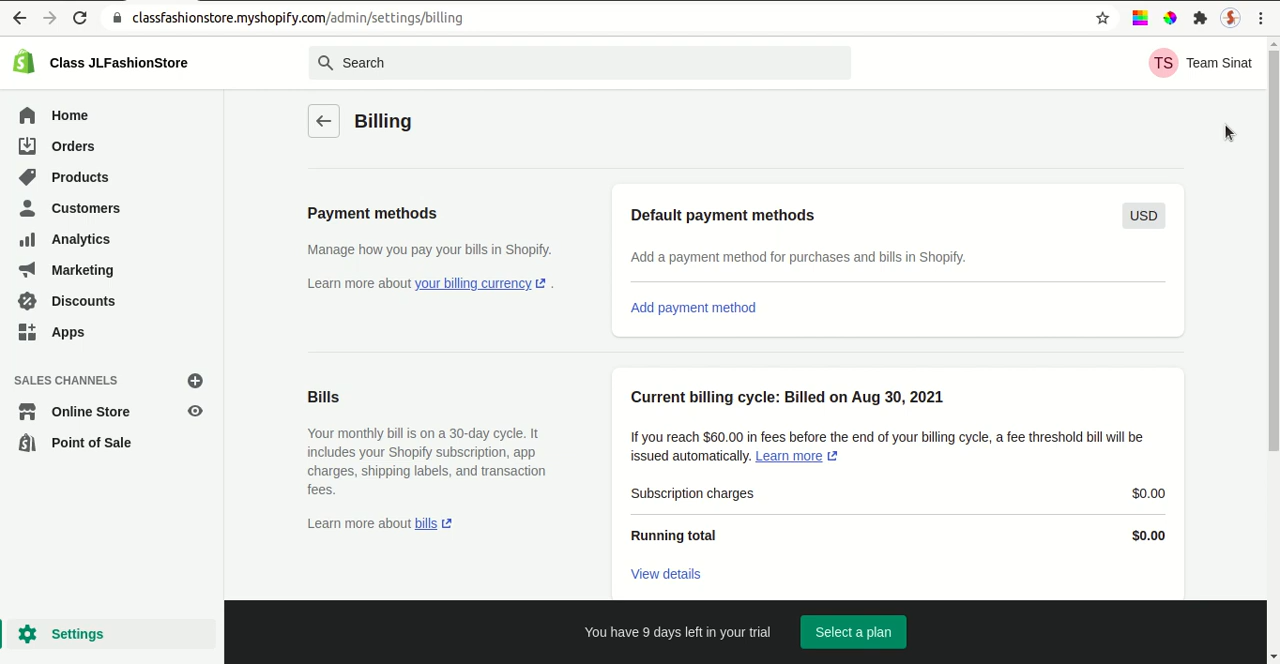 classfashionstore.myshopify.com/admin/settings/billing
Class JLFashionStore
Search
TS
Team Sinat
Home
Orders
Products
Customers
Analytics
Marketing
Discounts
Apps
SALES CHANNELS
Online Store
Point of Sale
Settings
Billing
Payment methods
Manage how you pay your bills in Shopify.
Learn more about your billing currency .
Default payment methods
USD
Add a payment method for purchases and bills in Shopify.
Add payment method
Bills
Your monthly bill is on a 30-day cycle. It
includes your Shopify subscription, app
charges, shipping labels, and transaction
fees.
Learn more about bills
Current billing cycle: Billed on Aug 30, 2021
If you reach $60.00 in fees before the end of your billing cycle, a fee threshold bill will be
issued automatically. Learn more
Subscription charges $0.00
Running total $0.00
View details
You have 9 days left in your trial
Select a plan